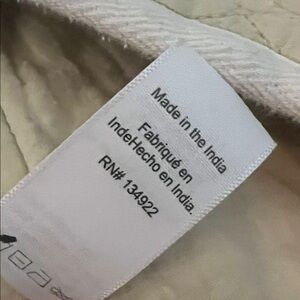 Made in the India
Fabriqué en
IndeHecho en India.
RN# 134922